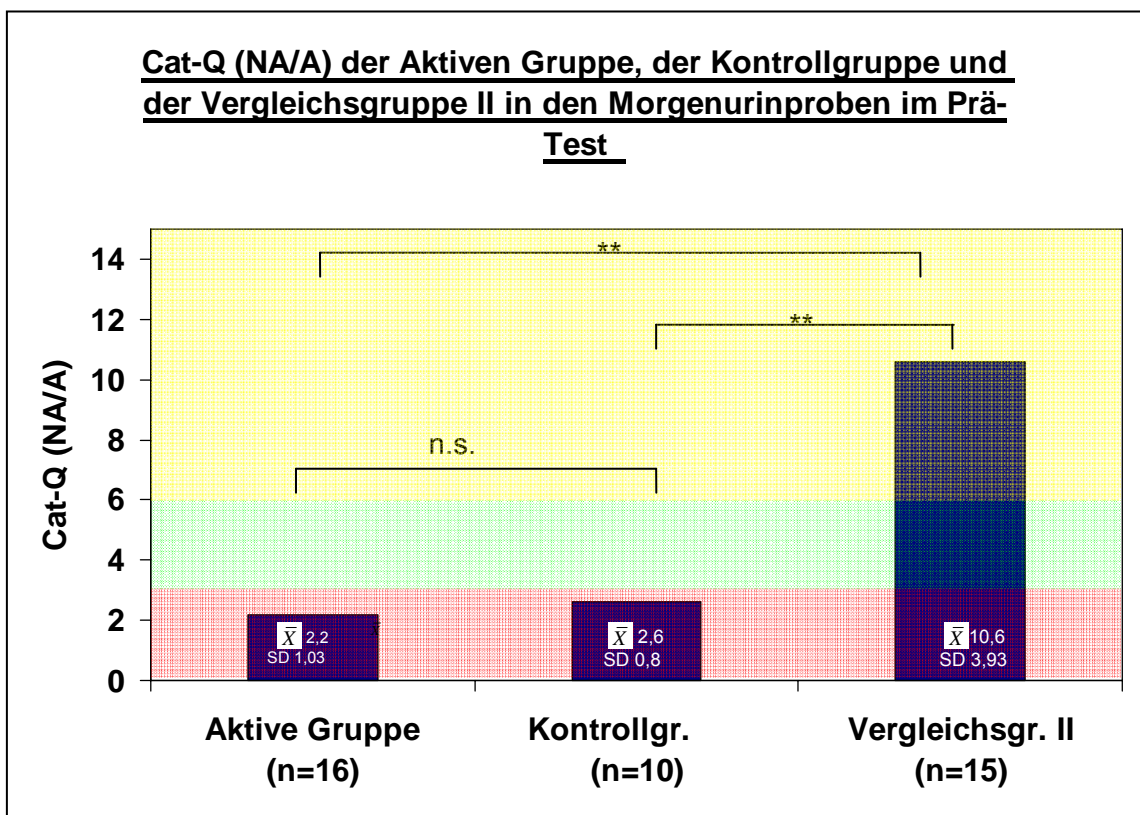 Cat-Q (NA/A) der Aktiven Gruppe, der Kontrollgruppe und
der Vergleichsgruppe II in den Morgenurinproben im Prä-
Test
Cat-Q (NA/A)
14
12
10
8
6
4
2
0
**
**
n.s.
X̅ 2,2
SD 1,03
X̅ 2,6
SD 0,8
X̅ 10,6
SD 3,93
Aktive Gruppe
(n=16)
Kontrollgr.
(n=10)
Vergleichsgr. II
(n=15)